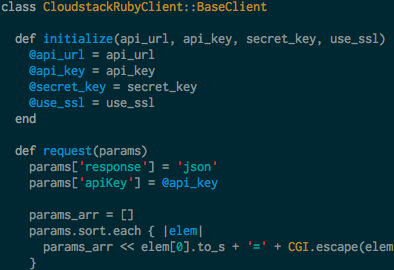 class CloudstackRubyClient::BaseClient
def initialize(api_url, api_key, secret_key, use_ssl)
@api_url = api_url
@api_key = api_key
@secret_key = secret_key
@use_ssl = use_ssl
end
def request(params)
params['response'] = 'json'
params['apiKey'] = @api_key
params_arr = []
params.sort.each { |elem|
params_arr << elem[0].to_s + '=' + CGI.escape(elem
}